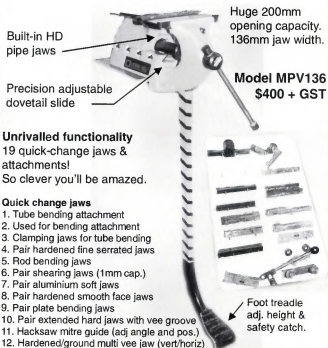 Huge 200mm
opening capacity.
136mm jaw width.
Built-in HD
pipe jaws
Model MPV136
$400 + GST
Precision adjustable
dovetail slide
Unrivalled functionality
19 quick-change jaws &
attachments!
So clever you'll be amazed.
Quick change jaws
1. Tube bending attachment
2. Used for bending attachment
3. Clamping jaws for tube bending
4. Pair hardened fine serrated jaws
5. Rod bending jaws
6. Pair shearing jaws (1mm cap.)
7. Pair aluminium soft jaws
8. Pair hardened smooth face jaws
9. Pair plate bending jaws
10. Pair extended hard jaws with vee groove
11. Hacksaw mitre guide (adj angle and pos.)
12. Hardened/ground multi vee jaw (vert/horiz)
Foot treadle
adj. height &
safety catch.